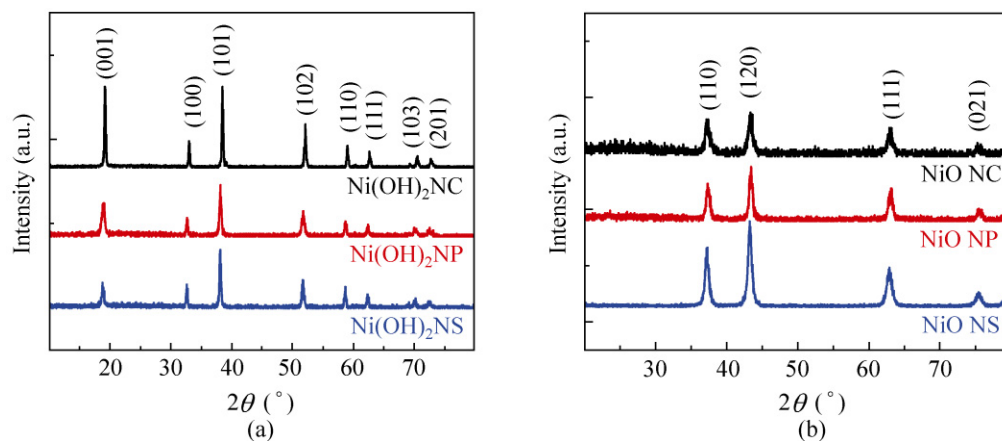 Intensity (a.u.)
(001)
(100)
(101)
(102)
(110)
(111)
(103)
(201)
Ni(OH)₂NC
Ni(OH)₂NP
Ni(OH)₂NS
10 20 30 40 50 60 70
2θ (°)
(a)
Intensity (a.u.)
(110)
(120)
(111)
(021)
NiO NC
NiO NP
NiO NS
30 40 50 60 70
2θ (°)
(b)